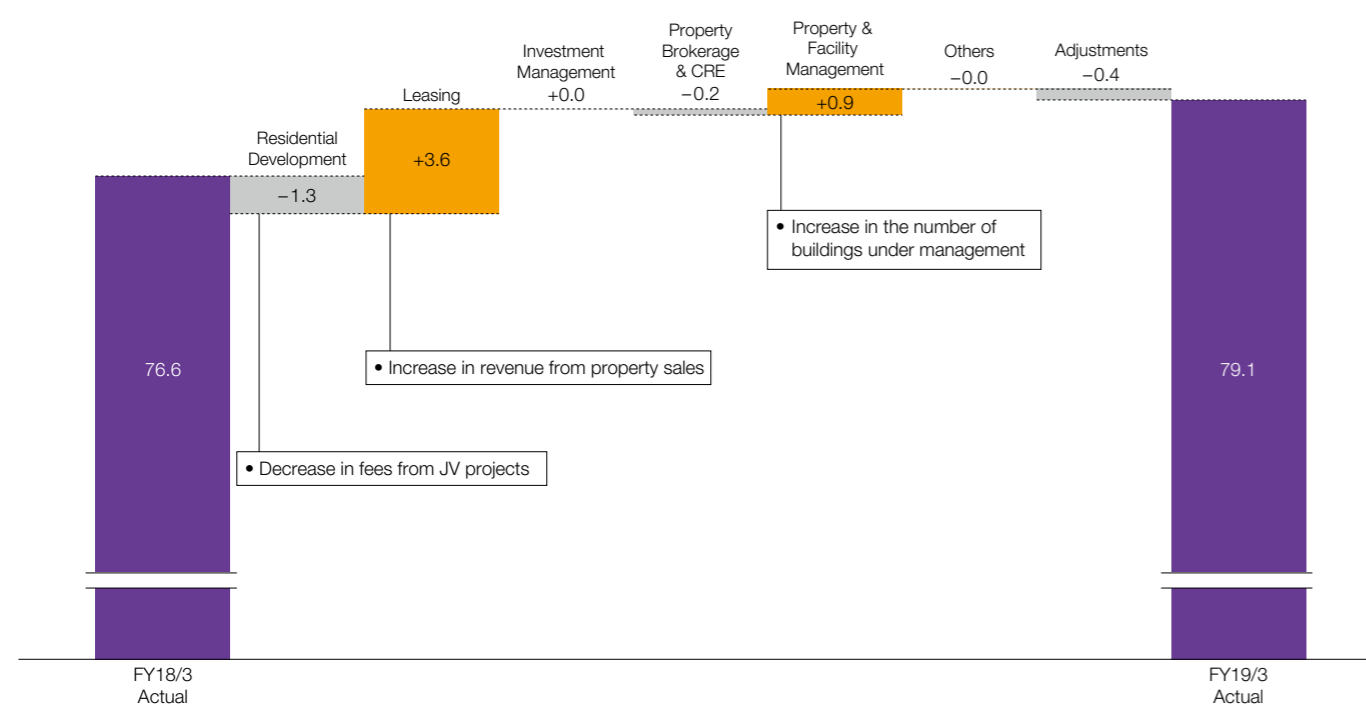 Residential
Development
−1.3
Leasing
+3.6
Investment
Management
+0.0
Property
Brokerage
& CRE
−0.2
Property &
Facility
Management
+0.9
Others
−0.0
Adjustments
−0.4
• Increase in the number of
buildings under management
76.6
• Increase in revenue from property sales
79.1
• Decrease in fees from JV projects
FY18/3
Actual
FY19/3
Actual